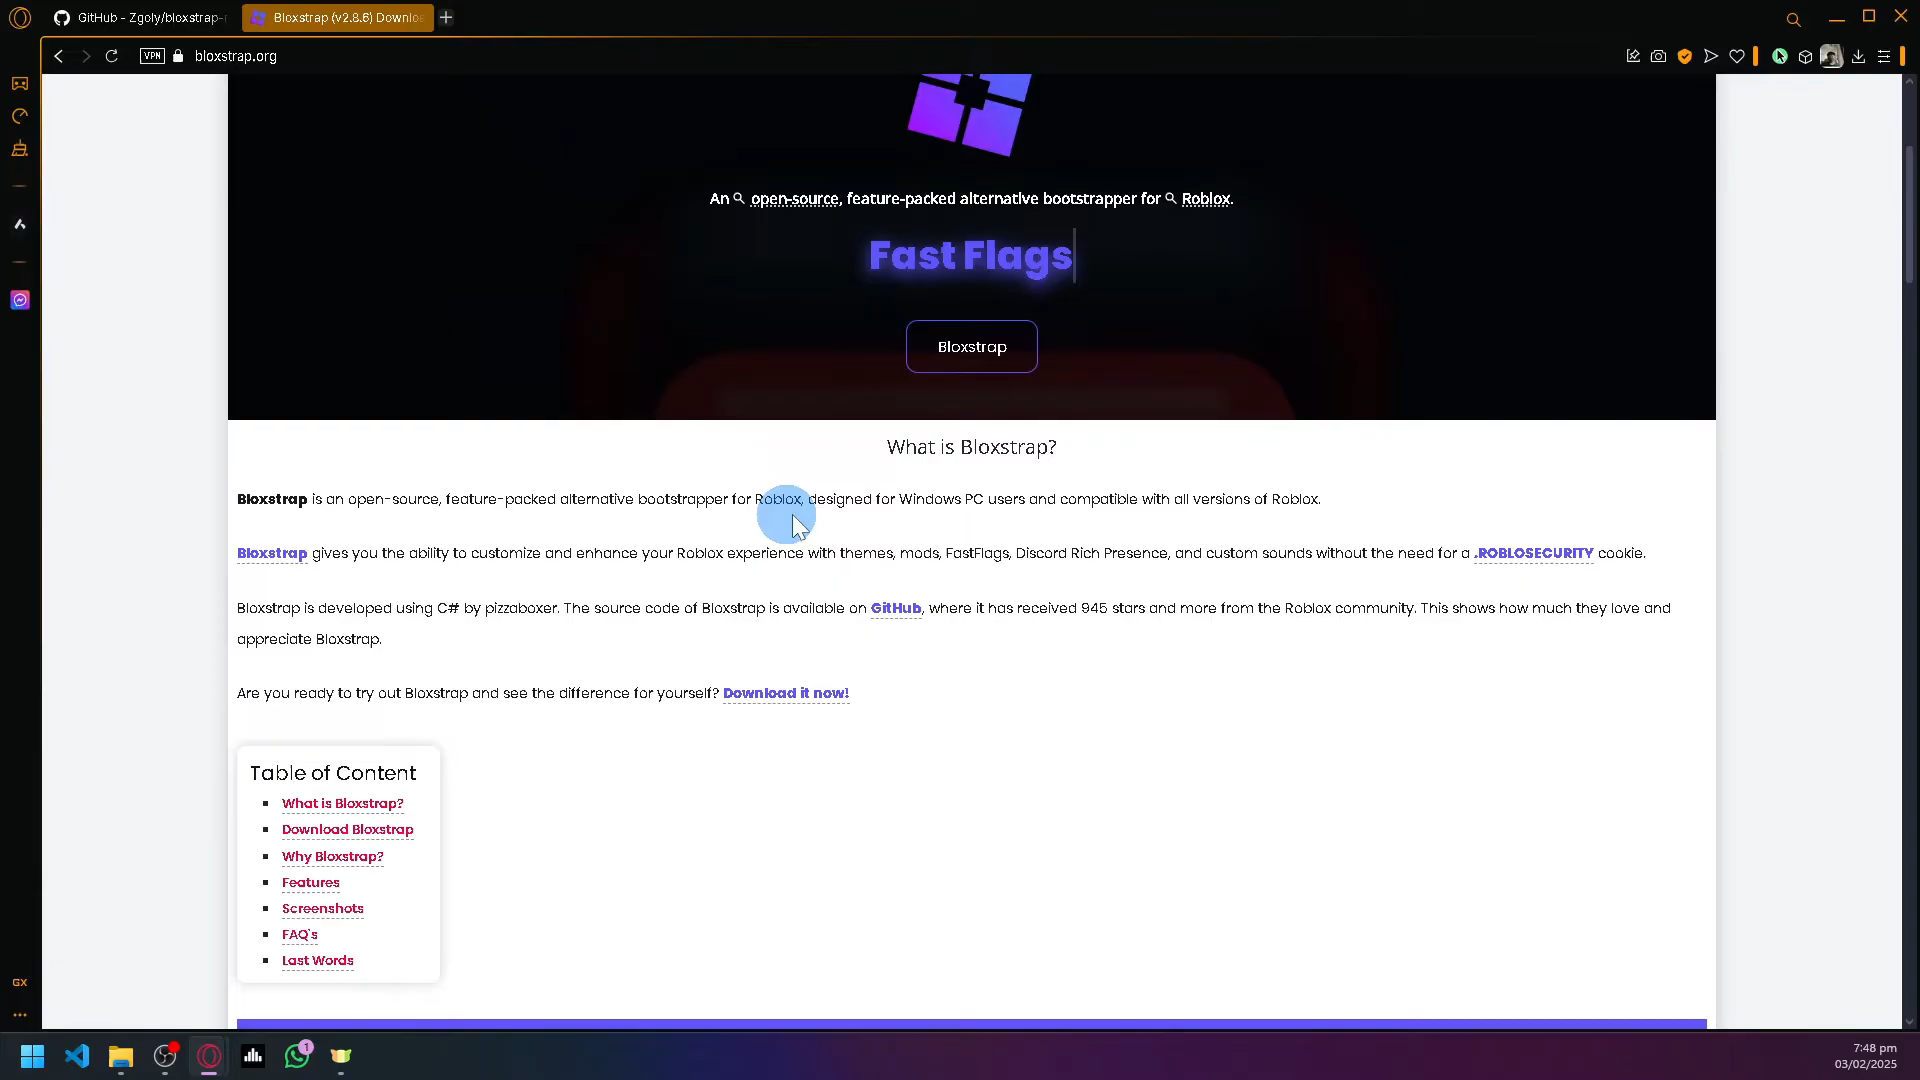 GitHub - Zgoly/bloxstrap-r
Bloxstrap (v2.8.6) Downlo
VPN
bloxstrap.org
An open-source, feature-packed alternative bootstrapper for Roblox.
Fast Flags
Bloxstrap
What is Bloxstrap?
Bloxstrap is an open-source, feature-packed alternative bootstrapper for Roblox, designed for Windows PC users and compatible with all versions of Roblox.
Bloxstrap gives you the ability to customize and enhance your Roblox experience with themes, mods, FastFlags, Discord Rich Presence, and custom sounds without the need for a .ROBLOSECURITY cookie.
Bloxstrap is developed using C# by pizzaboxer. The source code of Bloxstrap is available on GitHub, where it has received 945 stars and more from the Roblox community. This shows how much they love and
appreciate Bloxstrap.
Are you ready to try out Bloxstrap and see the difference for yourself? Download it now!
Table of Content
What is Bloxstrap?
Download Bloxstrap
Why Bloxstrap?
Features
Screenshots
FAQ's
Last Words
GX
1
7:48 pm
03/02/2025